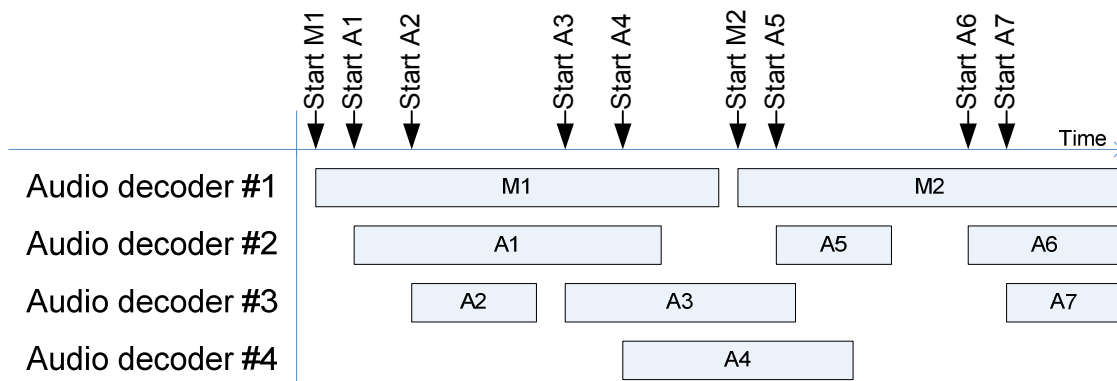 Start M1
Start A1
Start A2
Start A3
Start A4
Start M2
Start A5
Start A6
Start A7
Time
Audio decoder #1
M1
M2
Audio decoder #2
A1
A5
A6
Audio decoder #3
A2
A3
A7
Audio decoder #4
A4